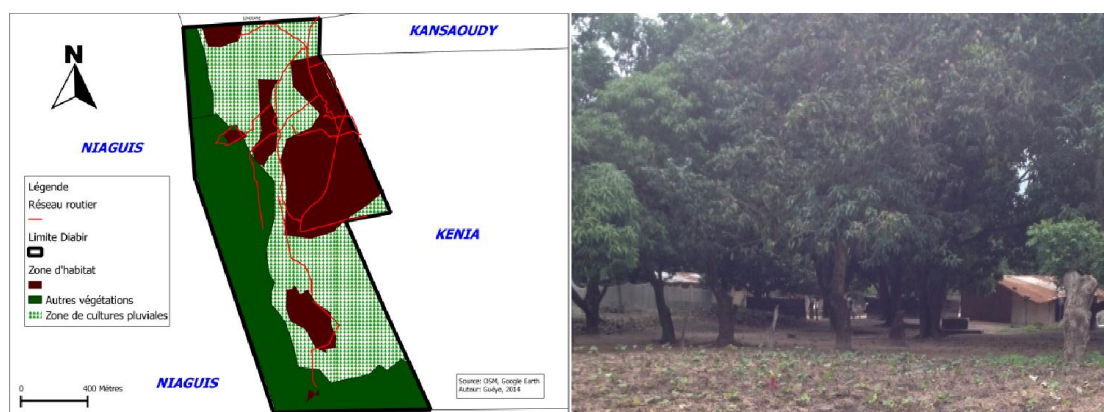 KANSAOUDY
N
NIAGUIS
Légende
Réseau routier
Limite Diabir
Zone d'habitat
Autres végétations
Zone de cultures pluviales
KENIA
0 400 Mètres
NIAGUIS
Source: OSM, Google Earth
Auteur: Guèye, 2014